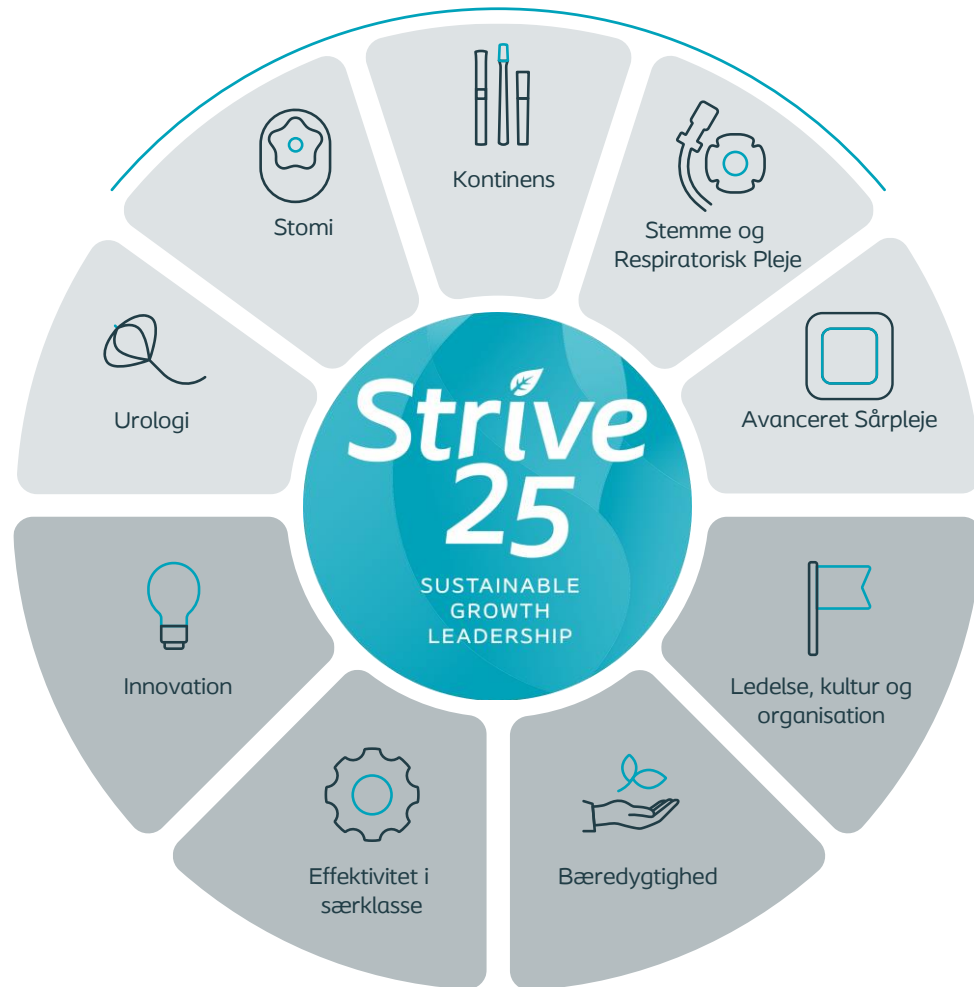 Kontinens
Stomi
Stemme og
Respiratorisk Pleje
Urologi
Avanceret Sårpleje
Strive
25
SUSTAINABLE
GROWTH
LEADERSHIP
Innovation
Ledelse, kultur og
organisation
Effektivitet i
særklasse
Bæredygtighed